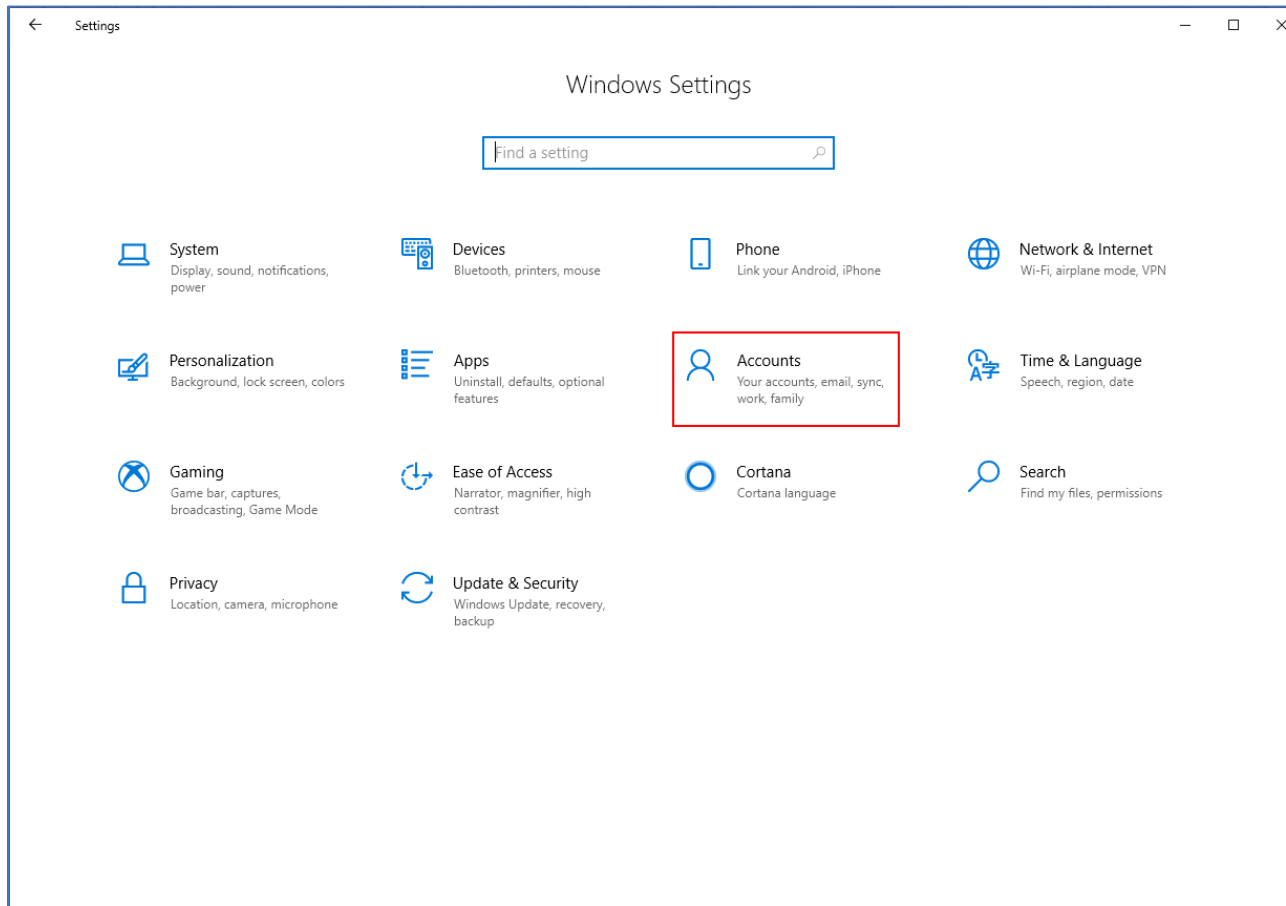 Settings
Windows Settings
Find a setting
System
Display, sound, notifications,
power
Devices
Bluetooth, printers, mouse
Phone
Link your Android, iPhone
Network & Internet
Wi-Fi, airplane mode, VPN
Personalization
Background, lock screen, colors
Apps
Uninstall, defaults, optional
features
Accounts
Your accounts, email, sync,
work, family
Time & Language
Speech, region, date
Gaming
Game bar, captures,
broadcasting, Game Mode
Ease of Access
Narrator, magnifier, high
contrast
Cortana
Cortana language
Search
Find my files, permissions
Privacy
Location, camera, microphone
Update & Security
Windows Update, recovery,
backup